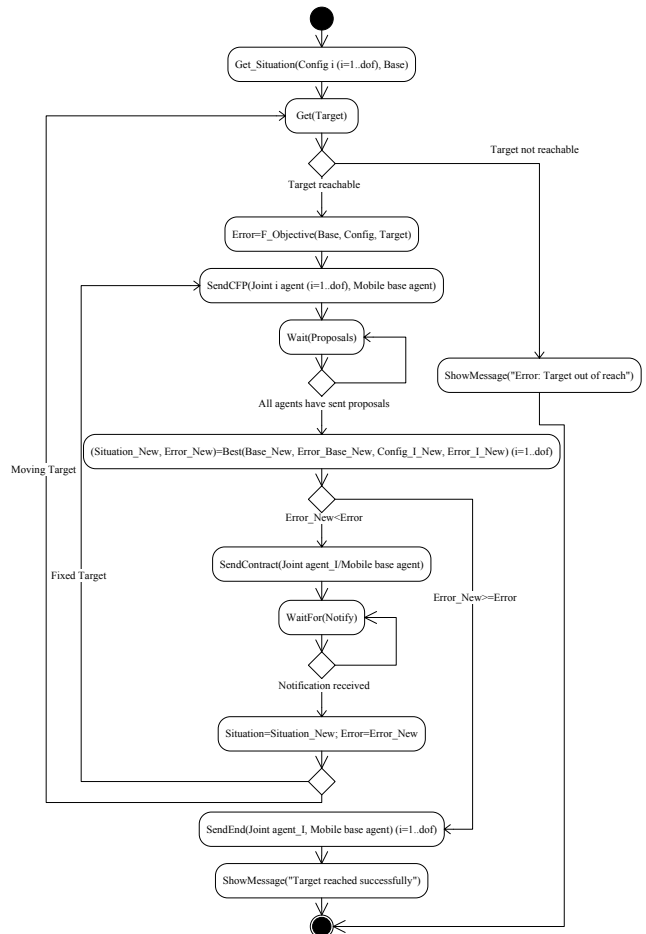 Get_Situation(Config i (i=1..dof), Base)
Get(Target)
Target not reachable
Target reachable
Error=F_Objective(Base, Config, Target)
SendCFP(Joint i agent (i=1..dof), Mobile base agent)
Wait(Proposals)
ShowMessage("Error: Target out of reach")
All agents have sent proposals
(Situation_New, Error_New)=Best(Base_New, Error_Base_New, Config_I_New, Error_I_New) (i=1..dof)
Moving Target
Error_New<Error
SendContract(Joint agent_I/Mobile base agent)
Fixed Target
Error_New>=Error
WaitFor(Notify)
Notification received
Situation=Situation_New; Error=Error_New
SendEnd(Joint agent_I, Mobile base agent) (i=1..dof)
ShowMessage("Target reached successfully")